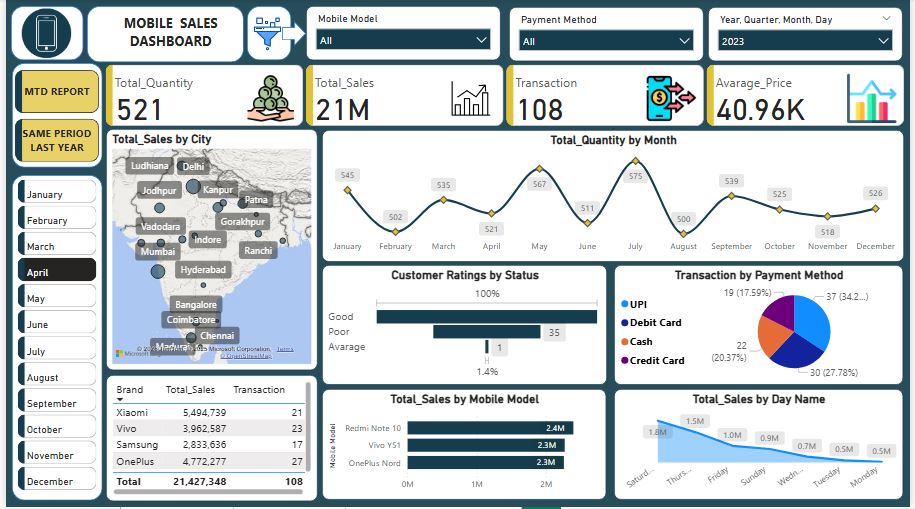 MOBILE SALES
DASHBOARD
Mobile Model
All
Payment Method
All
Year, Quarter, Month, Day
2023
MTD REPORT
SAME PERIOD
LAST YEAR
Total_Quantity
521
Total_Sales
21M
Transaction
108
Avarage_Price
40.96K
January
February
March
April
May
June
July
August
September
October
November
December
Total_Sales by City
Ludhiana
Delhi
Jodhpur
Kanpur
Patna
Gorakhpur
Vadodara
Indore
Ranchi
Mumbai
Hyderabad
Bangalore
Coimbatore
Chennai
Madurai
Microsoft Corporation, Terms
© OpenStreetMap
Total_Quantity by Month
545
502
535
521
567
511
575
500
539
525
518
526
January
February
March
April
May
June
July
August
September
October
November
December
Customer Ratings by Status
100%
Good
Poor
35
Avarage
1
1.4%
Transaction by Payment Method
UPI
Debit Card
Cash
Credit Card
19 (17.59%)
37 (34.2...
22
(20.37%)
30 (27.78%)
Brand Total_Sales Transaction
Xiaomi 5,494,739 21
Vivo 3,962,587 23
Samsung 2,833,636 17
OnePlus 4,772,277 27
Total 21,427,348 108
Total_Sales by Mobile Model
Mobile Model
Redmi Note 10 2.4M
Vivo Y51 2.3M
OnePlus Nord 2.3M
0M 1M 2M
Total_Sales by Day Name
1.8M
1.5M
1.0M
0.9M
0.7M
0.5M
0.5M
Saturd...
Thurs...
Friday
Sunday
Wedn...
Tuesday
Monday